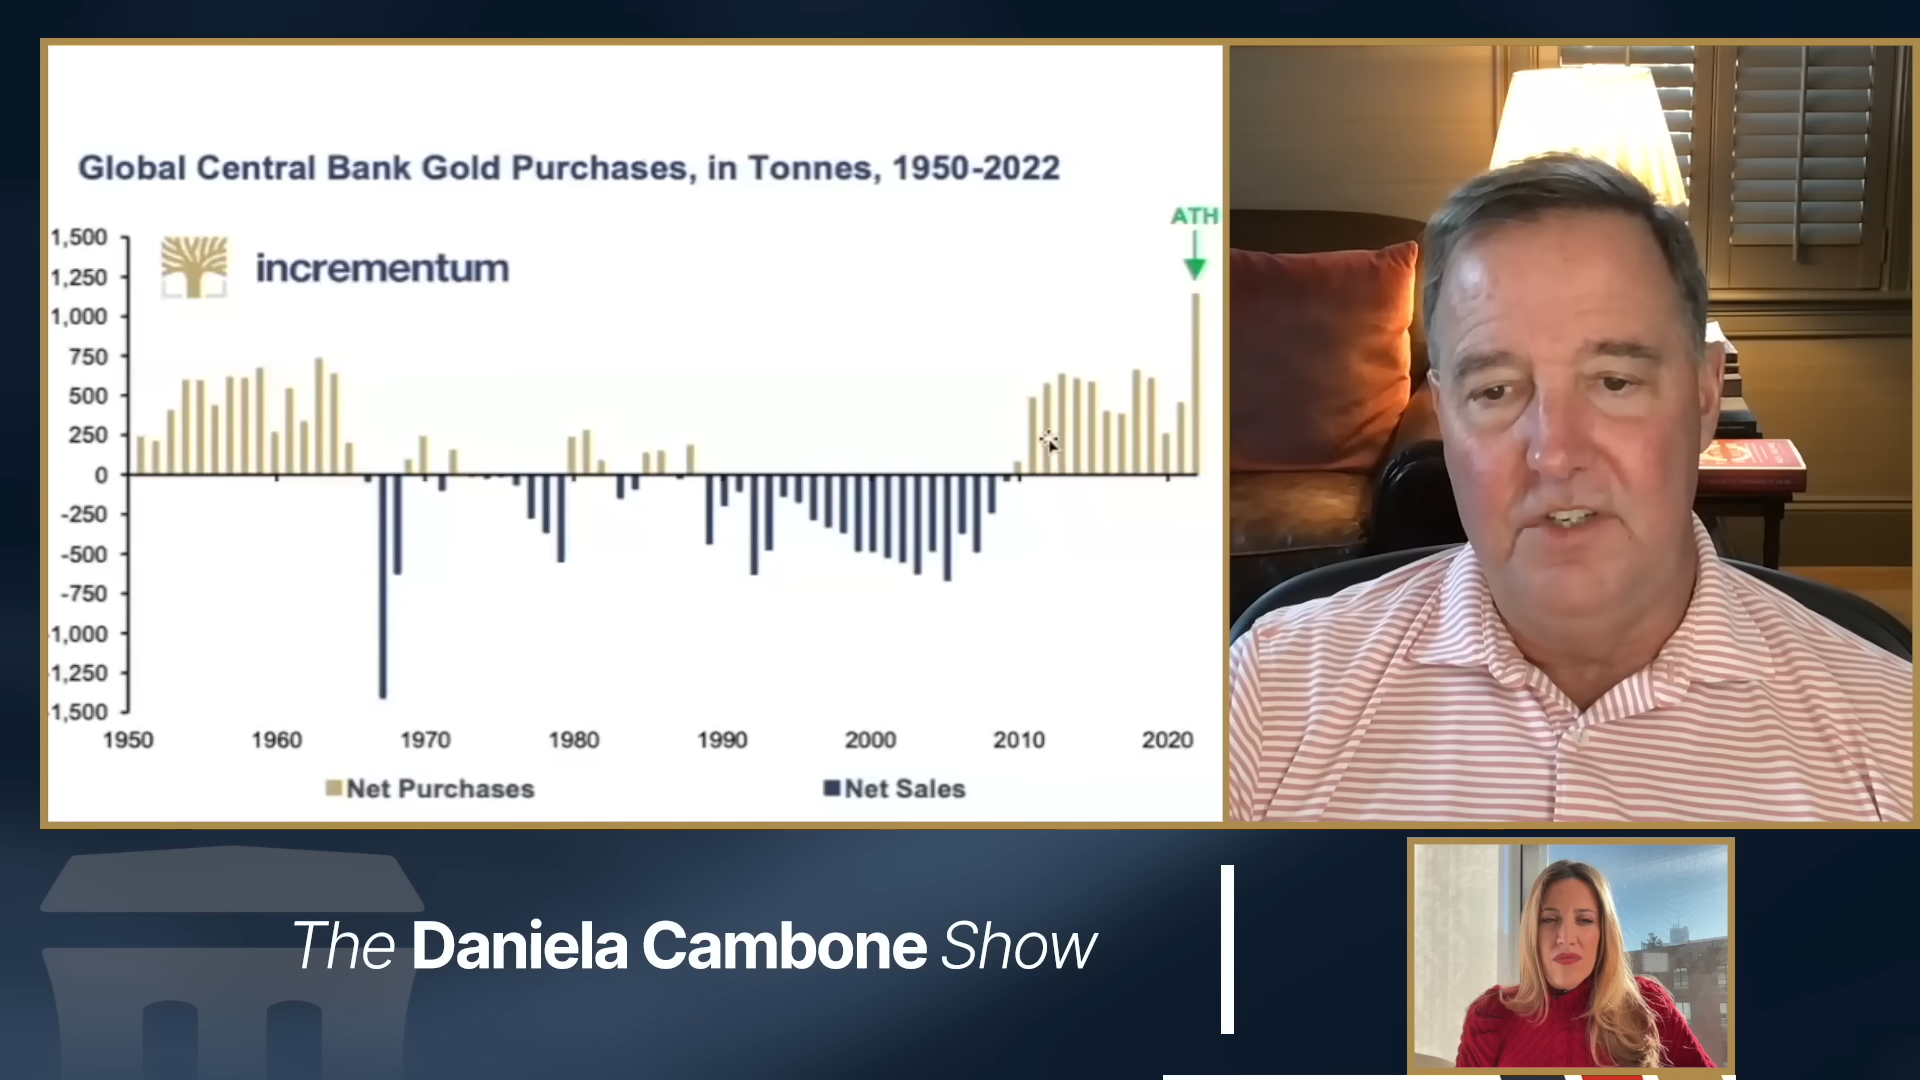 Global Central Bank Gold Purchases, in Tonnes, 1950-2022
ATH
incrementum
1,500
1,250
1,000
750
500
250
0
-250
-500
-750
-1,000
-1,250
-1,500
1950 1960 1970 1980 1990 2000 2010 2020
Net Purchases Net Sales
The Daniela Cambone Show